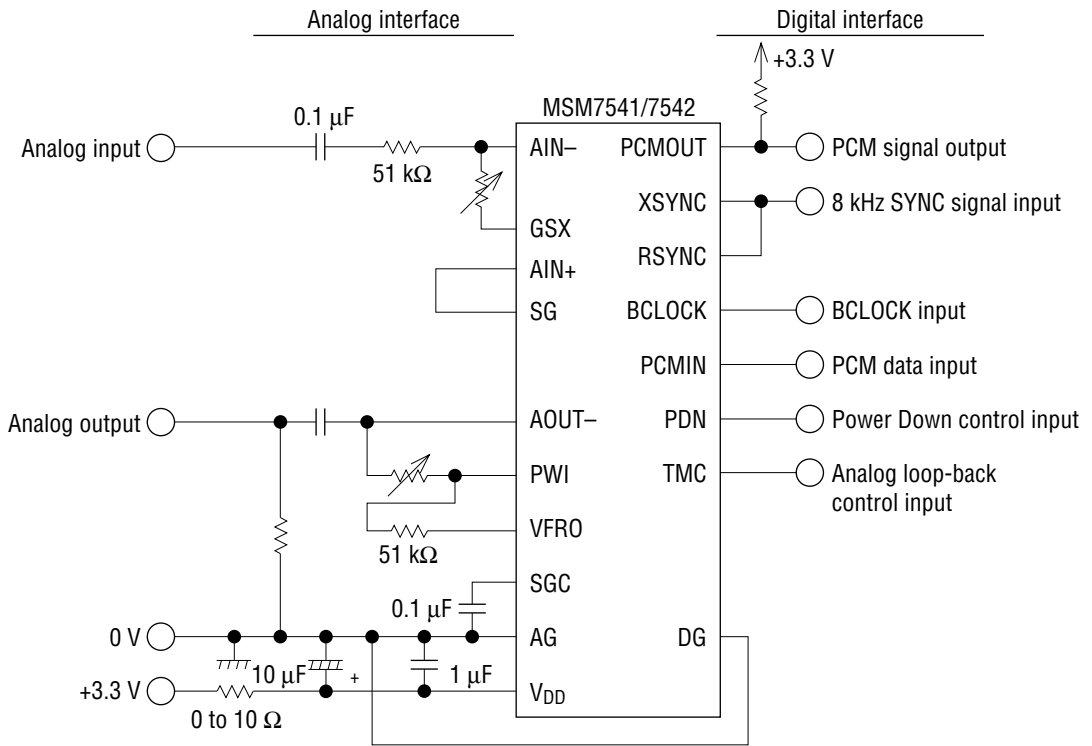 Analog interface
Digital interface
+3.3 V
MSM7541/7542
0.1 µF
Analog input
51 kΩ
AIN–
PCMOUT
PCM signal output
XSYNC
8 kHz SYNC signal input
GSX
RSYNC
AIN+
SG
BCLOCK
BCLOCK input
PCMIN
PCM data input
Analog output
AOUT–
PDN
Power Down control input
PWI
TMC
Analog loop-back
control input
VFRO
51 kΩ
SGC
0.1 µF
0 V
AG
DG
10 µF
+
1 µF
+3.3 V
VDD
0 to 10 Ω